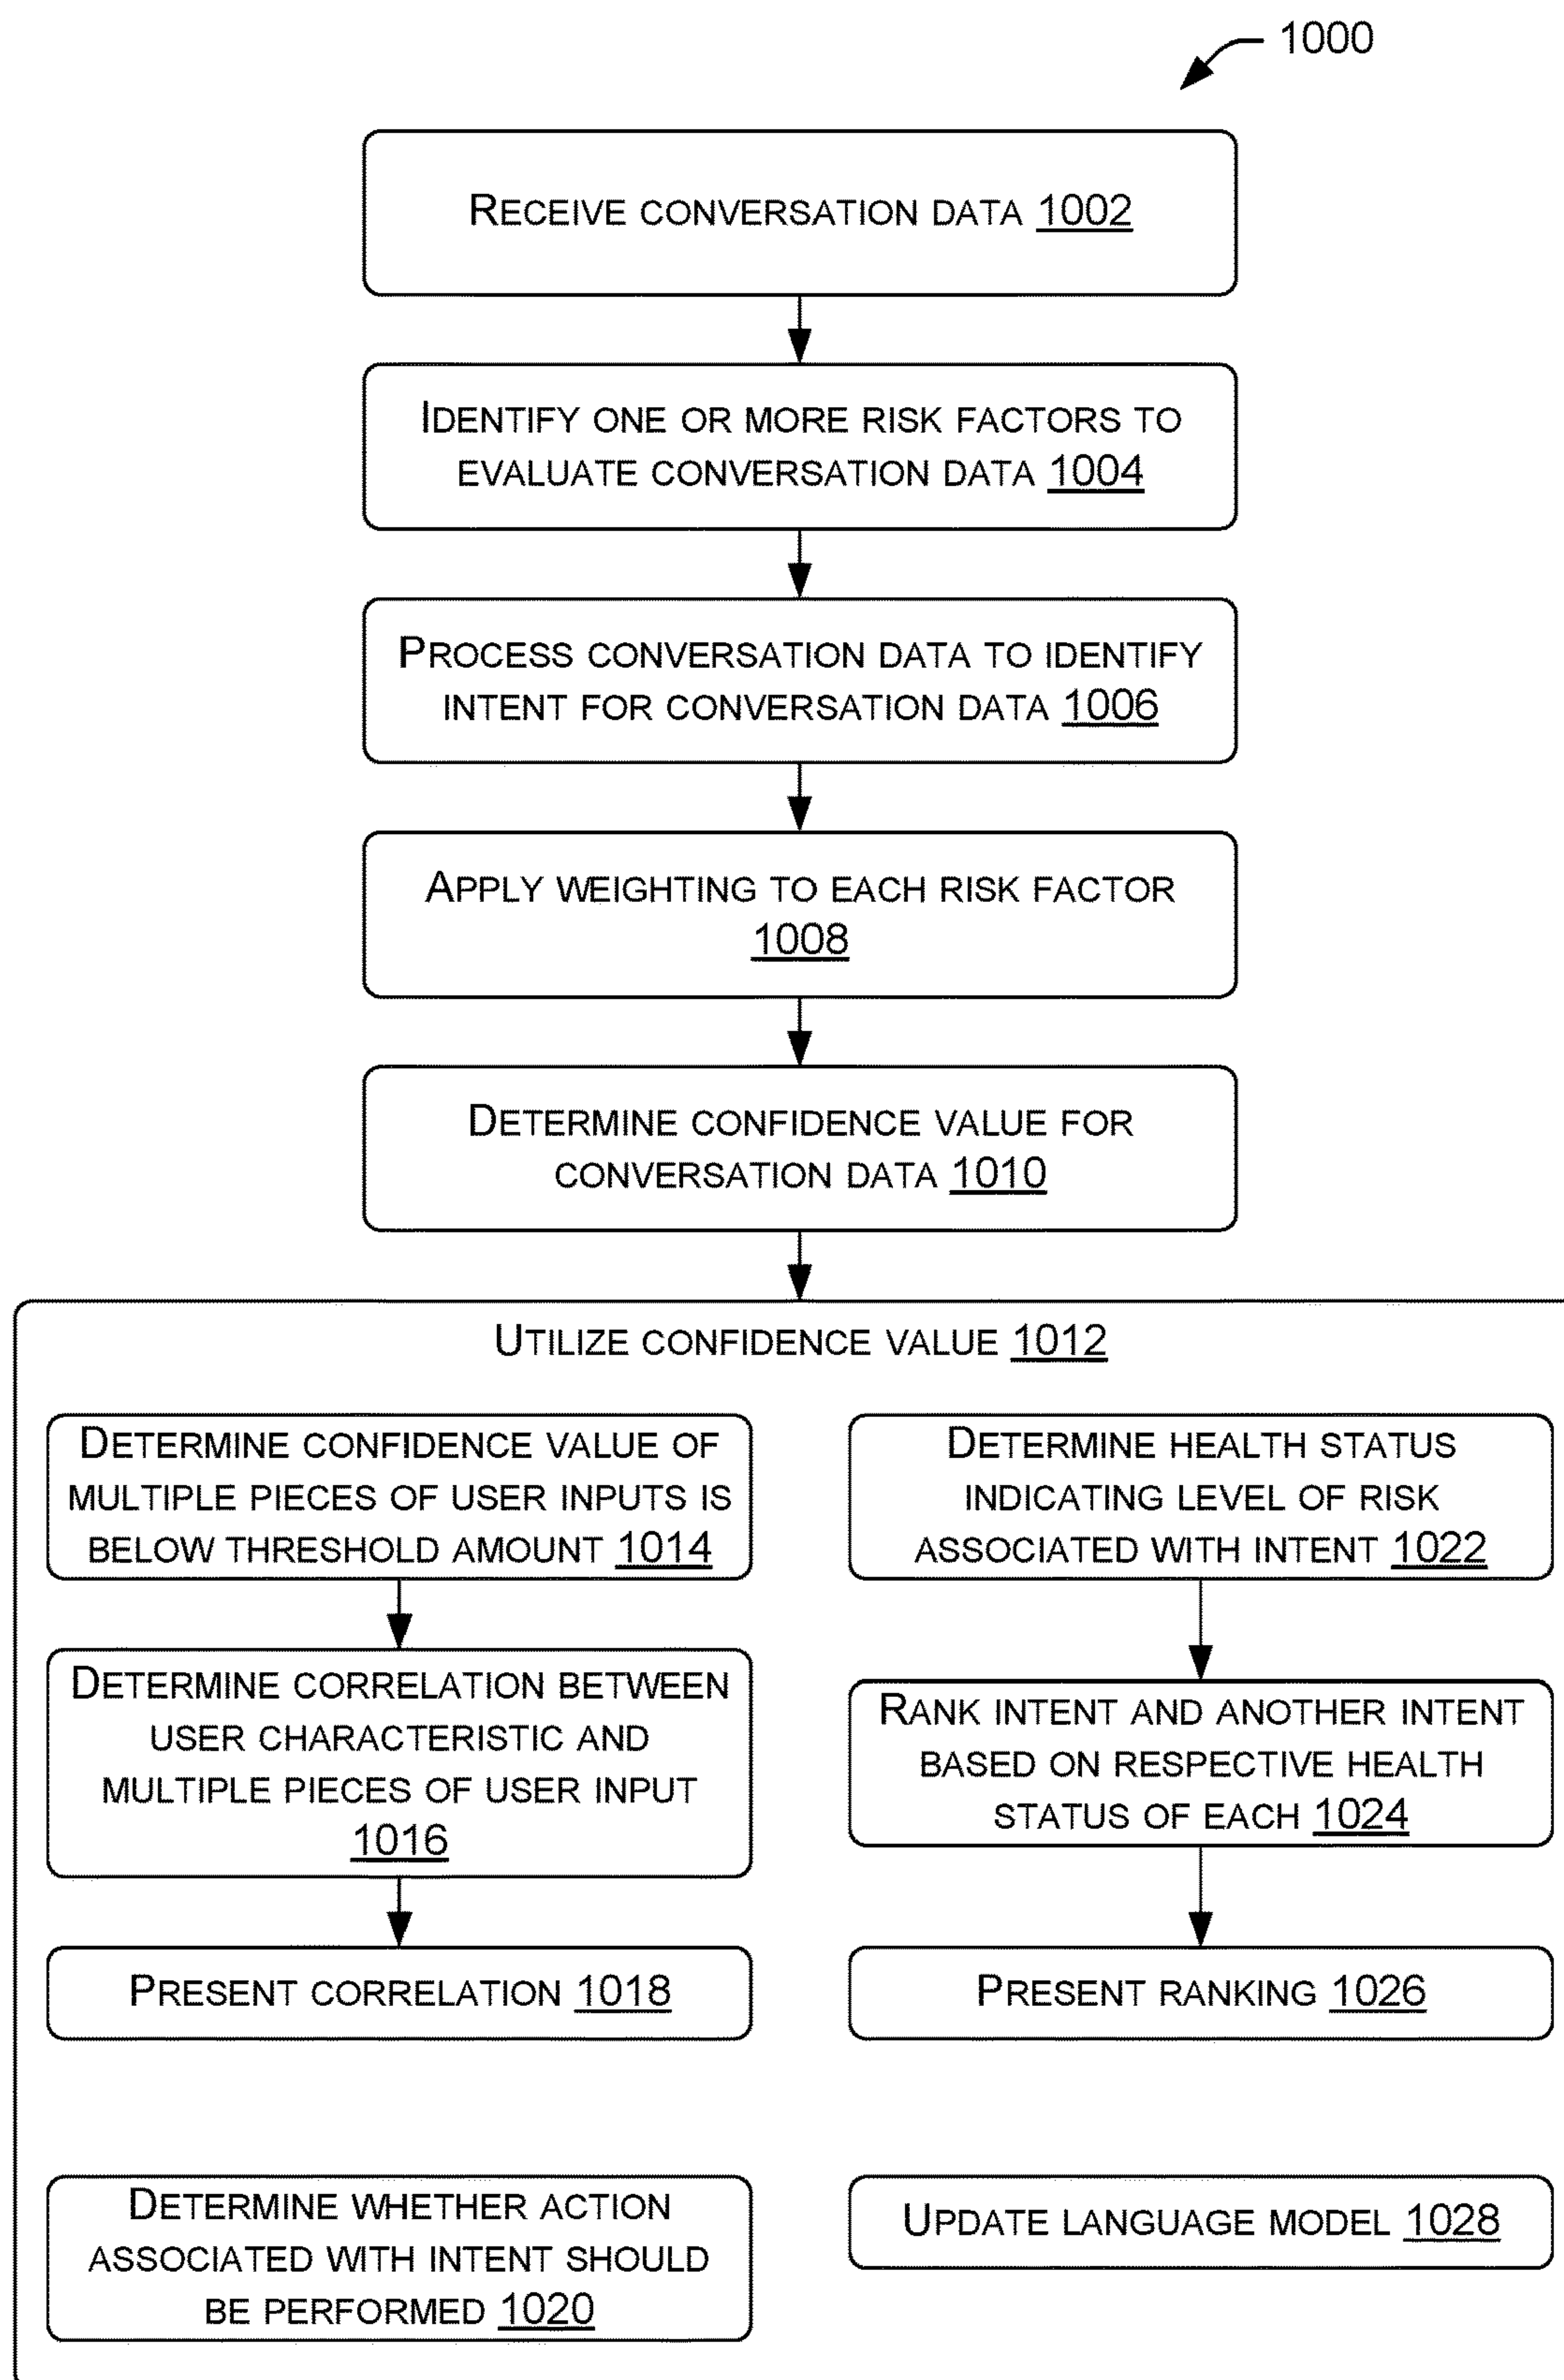 1000
RECEIVE CONVERSATION DATA 1002
IDENTIFY ONE OR MORE RISK FACTORS TO
EVALUATE CONVERSATION DATA 1004
PROCESS CONVERSATION DATA TO IDENTIFY
INTENT FOR CONVERSATION DATA 1006
APPLY WEIGHTING TO EACH RISK FACTOR
1008
DETERMINE CONFIDENCE VALUE FOR
CONVERSATION DATA 1010
UTILIZE CONFIDENCE VALUE 1012
DETERMINE CONFIDENCE VALUE OF
MULTIPLE PIECES OF USER INPUTS IS
BELOW THRESHOLD AMOUNT 1014
DETERMINE CORRELATION BETWEEN
USER CHARACTERISTIC AND
MULTIPLE PIECES OF USER INPUT
1016
PRESENT CORRELATION 1018
DETERMINE WHETHER ACTION
ASSOCIATED WITH INTENT SHOULD
BE PERFORMED 1020
DETERMINE HEALTH STATUS
INDICATING LEVEL OF RISK
ASSOCIATED WITH INTENT 1022
RANK INTENT AND ANOTHER INTENT
BASED ON RESPECTIVE HEALTH
STATUS OF EACH 1024
PRESENT RANKING 1026
UPDATE LANGUAGE MODEL 1028